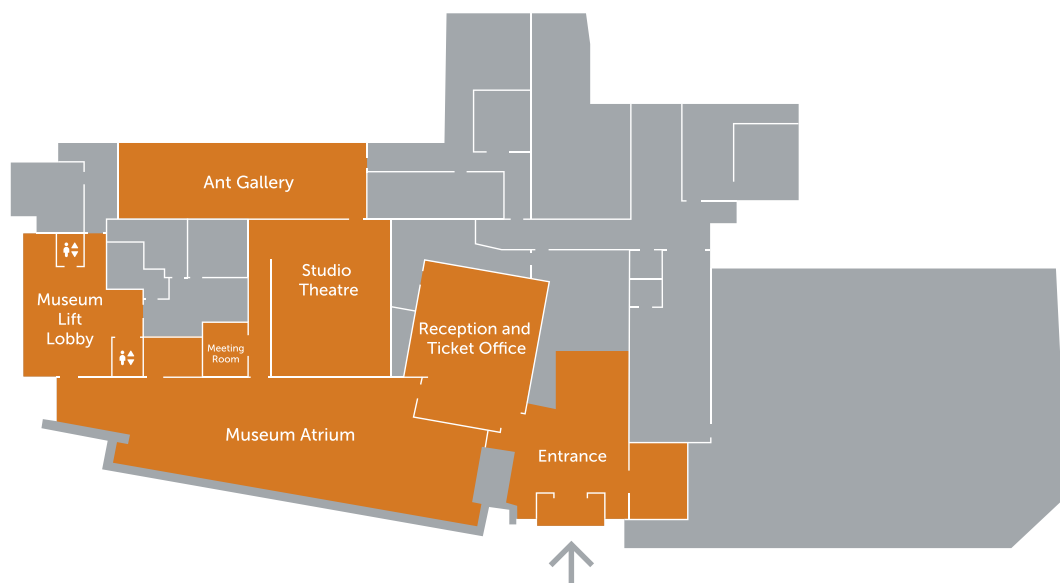 Ant Gallery
Studio
Theatre
Museum
Lift
Lobby
Reception and
Ticket Office
Meeting
Room
Museum Atrium
Entrance